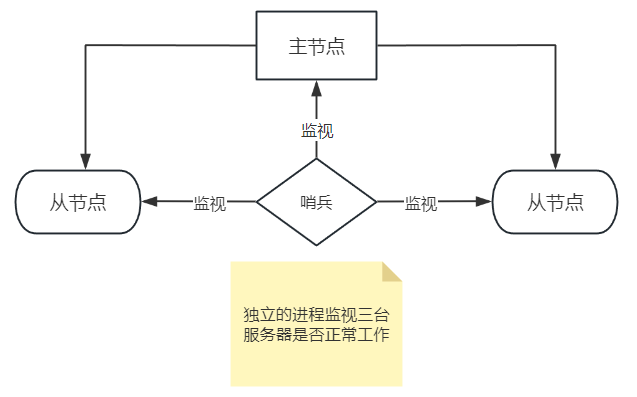 主节点
监视
从节点
监视
哨兵
监视
从节点
独立的进程监视三台
服务器是否正常工作